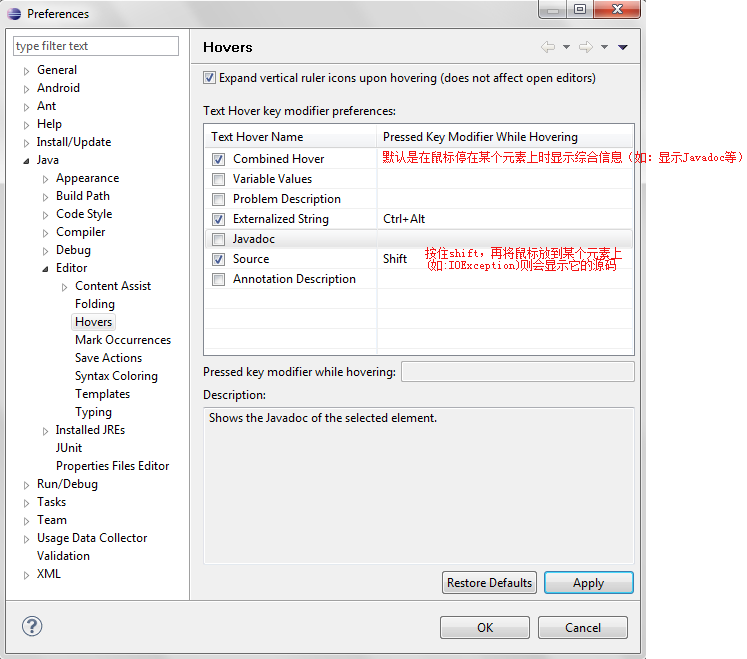 Preferences
type filter text
General
Android
Ant
Help
Install/Update
Java
Appearance
Build Path
Code Style
Compiler
Debug
Editor
Content Assist
Folding
Hovers
Mark Occurrences
Save Actions
Syntax Coloring
Templates
Typing
Installed JREs
JUnit
Properties Files Editor
Run/Debug
Tasks
Team
Usage Data Collector
Validation
XML
Hovers
Expand vertical ruler icons upon hovering (does not affect open editors)
Text Hover key modifier preferences:
Text Hover Name Pressed Key Modifier While Hovering
Combined Hover 默认是在鼠标停在某个元素上时显示综合信息（如：显示Javadoc等）
Variable Values
Problem Description
Externalized String Ctrl+Alt
Javadoc
Source Shift 按住shift，再将鼠标放到某个元素上
(如:IOException)则会显示它的源码
Annotation Description
Pressed key modifier while hovering:
Description:
Shows the Javadoc of the selected element.
Restore Defaults Apply
? OK Cancel